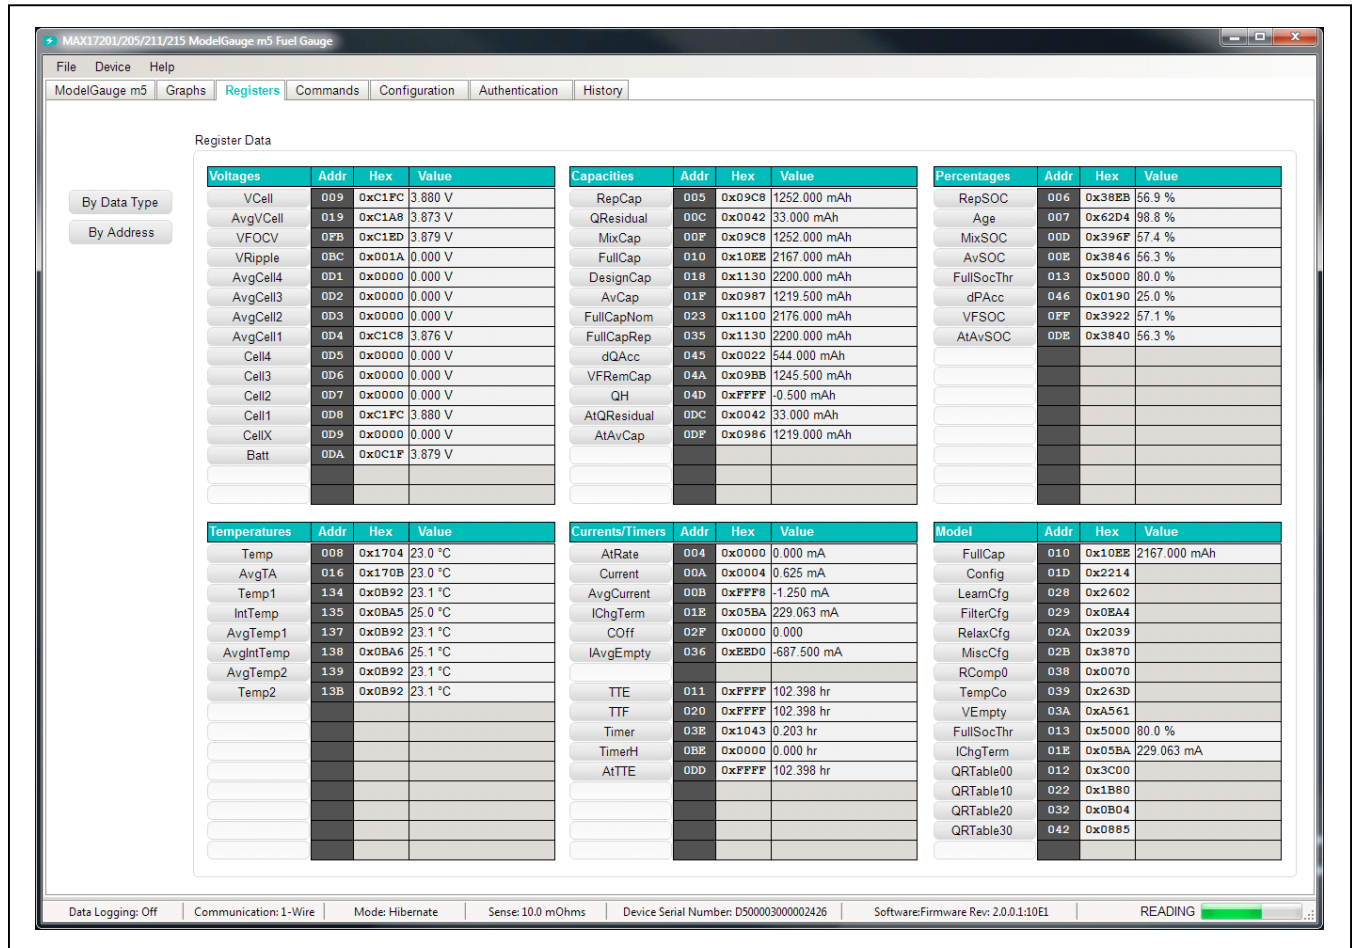 MAX17201/205/211/215 ModelGauge m5 Fuel Gauge
File Device Help
ModelGauge m5 Graphs Registers Commands Configuration Authentication History
Register Data
By Data Type
By Address
Voltages Addr Hex Value
VCell 009 0xC1FC 3.880 V
AvgVCell 019 0xC1A8 3.873 V
VFOCV 0FB 0xC1ED 3.879 V
VRipple 0BC 0x001A 0.000 V
AvgCell4 0D1 0x0000 0.000 V
AvgCell3 0D2 0x0000 0.000 V
AvgCell2 0D3 0x0000 0.000 V
AvgCell1 0D4 0xC1C8 3.876 V
Cell4 0D5 0x0000 0.000 V
Cell3 0D6 0x0000 0.000 V
Cell2 0D7 0x0000 0.000 V
Cell1 0D8 0xC1FC 3.880 V
CellX 0D9 0x0000 0.000 V
Batt 0DA 0x0C1F 3.879 V
Capacities Addr Hex Value
RepCap 005 0x09C8 1252.000 mAh
QResidual 00C 0x0042 33.000 mAh
MixCap 00F 0x09C8 1252.000 mAh
FullCap 010 0x10EE 2167.000 mAh
DesignCap 018 0x1130 2200.000 mAh
AvCap 01F 0x0987 1219.500 mAh
FullCapNom 023 0x1100 2176.000 mAh
FullCapRep 035 0x1130 2200.000 mAh
dQAcc 045 0x0022 544.000 mAh
VFRemCap 04A 0x09BB 1245.500 mAh
QH 04D 0xFFFF -0.500 mAh
AtQResidual 0DC 0x0042 33.000 mAh
AtAvCap 0DF 0x0986 1219.000 mAh
Percentages Addr Hex Value
RepSOC 006 0x38EB 56.9 %
Age 007 0x62D4 98.8 %
MixSOC 00D 0x396F 57.4 %
AvSOC 00E 0x3846 56.3 %
FullSocThr 013 0x5000 80.0 %
dPAcc 046 0x0190 25.0 %
VFSOC 0FF 0x3922 57.1 %
AtAvSOC 0DE 0x3840 56.3 %
Temperatures Addr Hex Value
Temp 008 0x1704 23.0 °C
AvgTA 016 0x170B 23.0 °C
Temp1 134 0x0B92 23.1 °C
IntTemp 135 0x0BA5 25.0 °C
AvgTemp1 137 0x0B92 23.1 °C
AvgIntTemp 138 0x0BA6 25.1 °C
AvgTemp2 139 0x0B92 23.1 °C
Temp2 13B 0x0B92 23.1 °C
Currents/Timers Addr Hex Value
AtRate 004 0x0000 0.000 mA
Current 00A 0x0004 0.625 mA
AvgCurrent 00B 0xFFF8 -1.250 mA
IChgTerm 01E 0x05BA 229.063 mA
COff 02F 0x0000 0.000
IAvgEmpty 036 0xEED0 -687.500 mA
TTE 011 0xFFFF 102.398 hr
TTF 020 0xFFFF 102.398 hr
Timer 03E 0x1043 0.203 hr
TimerH 0BE 0x0000 0.000 hr
AtTTE 0DD 0xFFFF 102.398 hr
Model Addr Hex Value
FullCap 010 0x10EE 2167.000 mAh
Config 01D 0x2214
LearnCfg 028 0x2602
FilterCfg 029 0x0EA4
RelaxCfg 02A 0x2039
MiscCfg 02B 0x3870
RComp0 038 0x0070
TempCo 039 0x263D
VEmpty 03A 0xA561
FullSocThr 013 0x5000 80.0 %
IChgTerm 01E 0x05BA 229.063 mA
QRTable00 012 0x3C00
QRTable10 022 0x1B80
QRTable20 032 0x0B04
QRTable30 042 0x0885
Data Logging: Off Communication: 1-Wire Mode: Hibernate Sense: 10.0 mOhms Device Serial Number: D500003000002426 Software:Firmware Rev: 2.0.0.1:10E1 READING